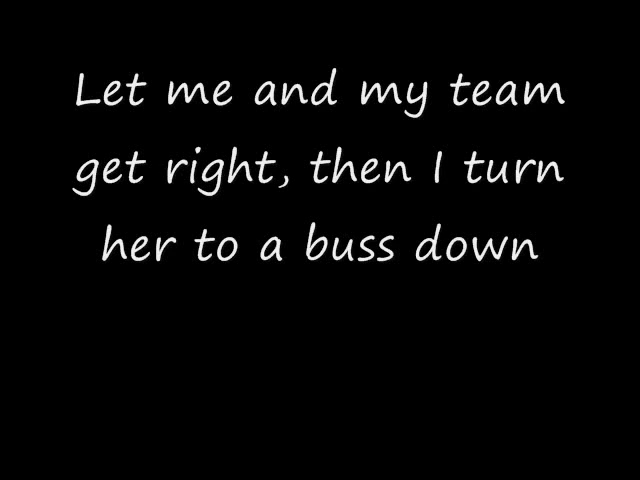 Let me and my team
get right, then I turn
her to a buss down